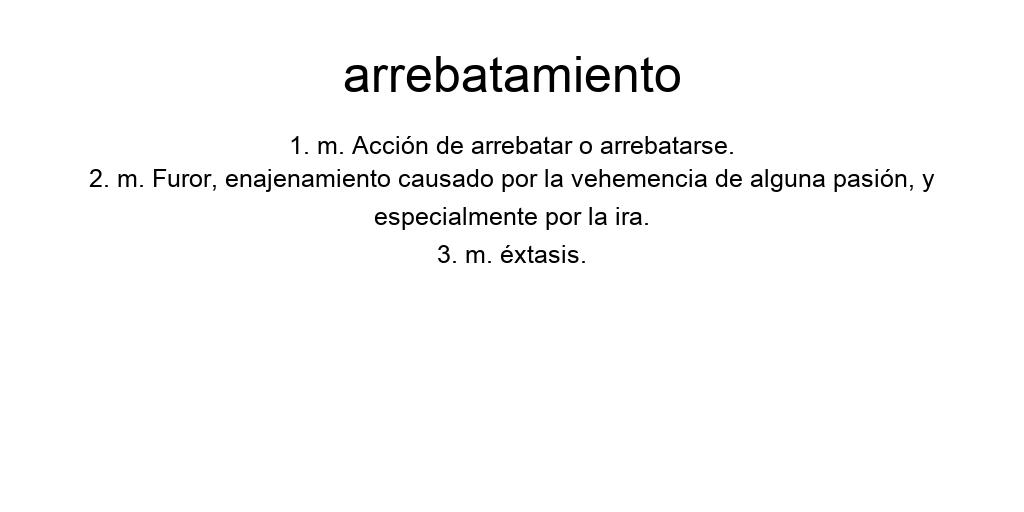 arrebatamiento
1. m. Acción de arrebatar o arrebatarse.
2. m. Furor, enajenamiento causado por la vehemencia de alguna pasión, y
especialmente por la ira.
3. m. éxtasis.